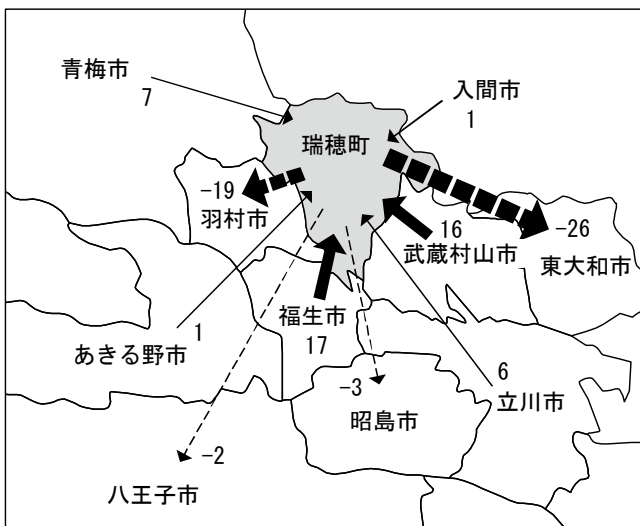 青梅市
7
入間市
1
瑞穂町
-19
羽村市
16
武蔵村山市
-26
東大和市
福生市
17
1
あきる野市
-3
昭島市
6
立川市
-2
八王子市